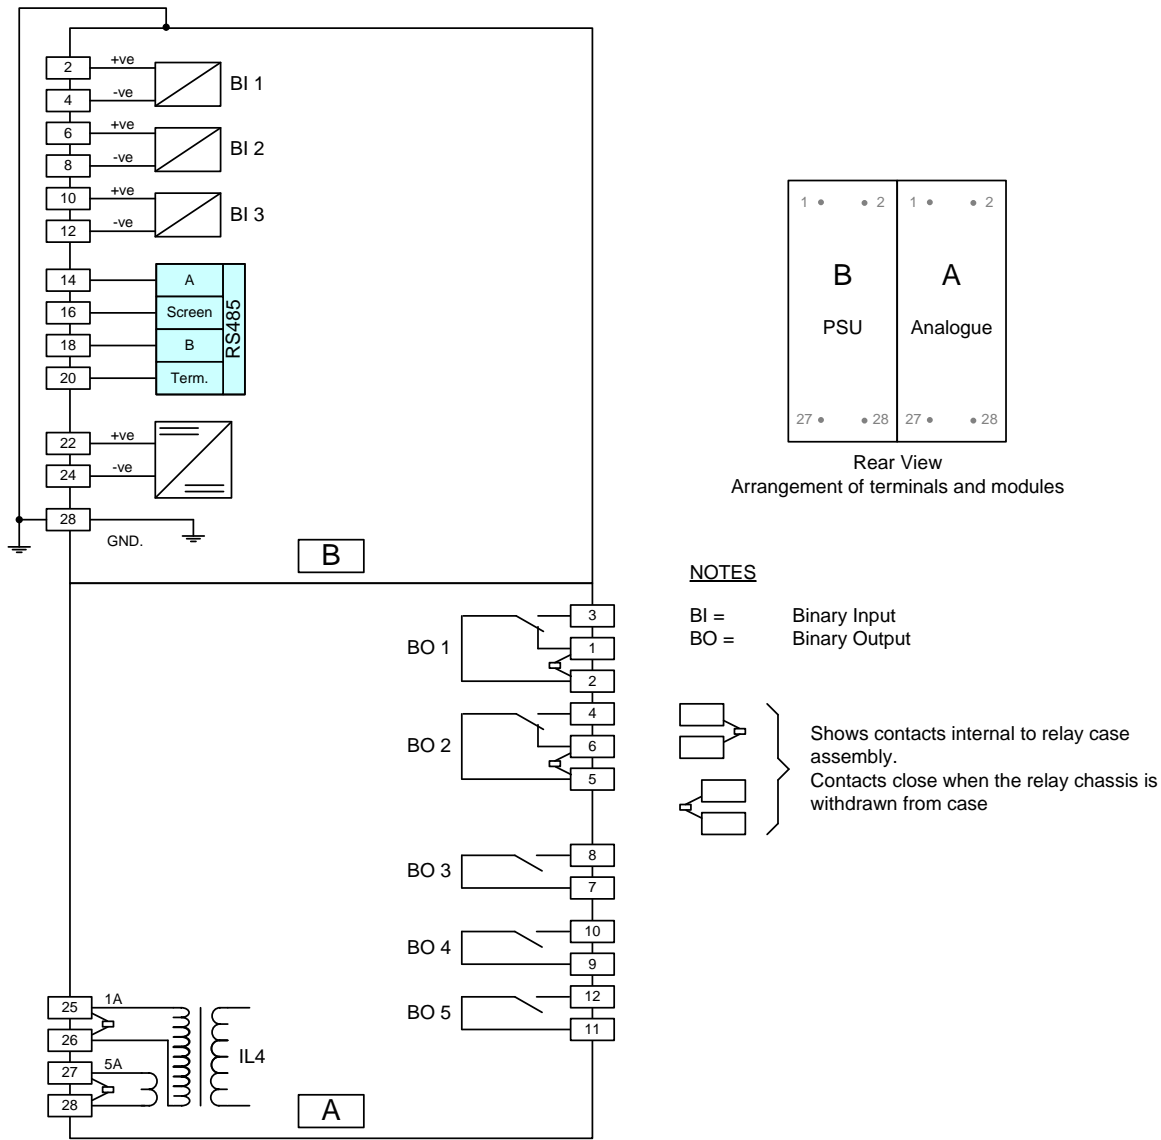 2
+ve
4
-ve
BI 1
6
+ve
8
-ve
BI 2
10
+ve
12
-ve
BI 3
14
A
16
Screen
18
B
20
Term.
RS485
22
+ve
24
-ve
28
GND.
B
3
1
2
BO 1
4
6
5
BO 2
8
7
BO 3
10
9
BO 4
12
11
BO 5
25
1A
26
27
5A
28
IL4
A
1 2 1 2
B A
PSU Analogue
27 28 27 28
Rear View
Arrangement of terminals and modules
NOTES
BI = Binary Input
BO = Binary Output
Shows contacts internal to relay case
assembly.
Contacts close when the relay chassis is
withdrawn from case